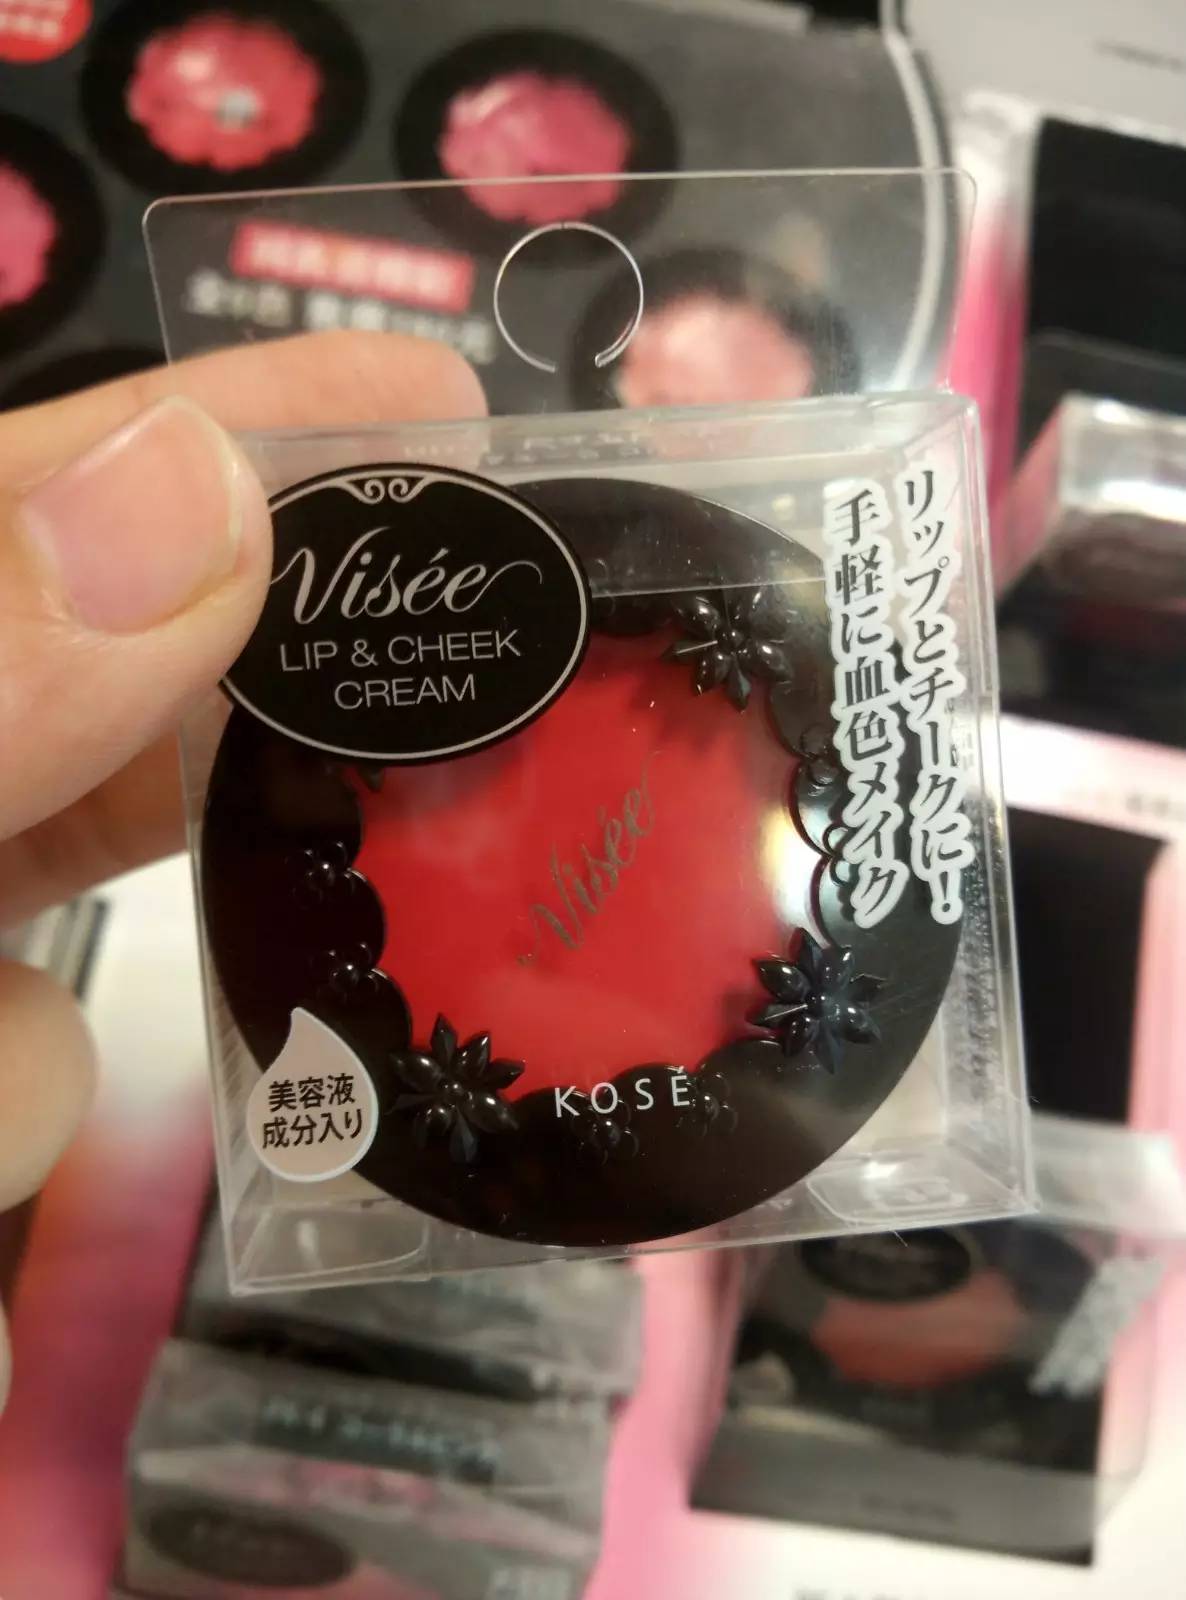 Visée
LIP & CHEEK
CREAM
リップとチークに!
手軽に血色メイク
Visée
KOSÉ
美容液
成分入り